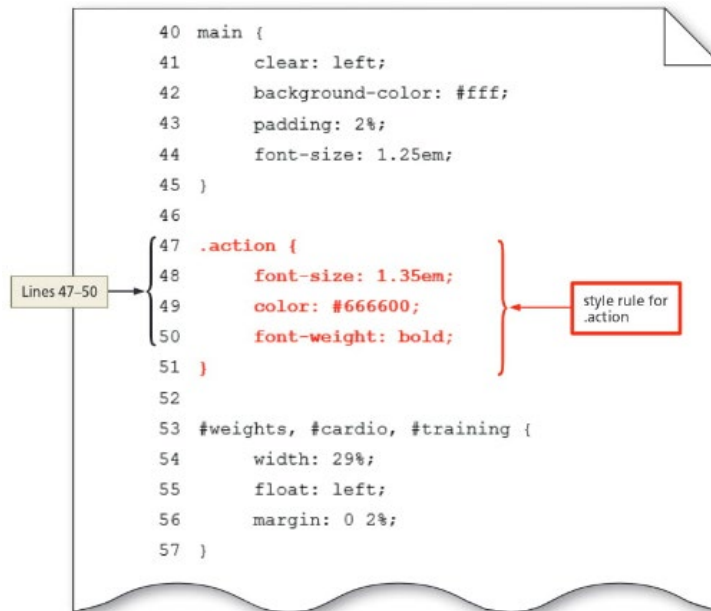 40 main {
41 clear: left;
42 background-color: #fff;
43 padding: 2%;
44 font-size: 1.25em;
45 }
46
47 .action {
48 font-size: 1.35em;
49 color: #666600;
50 font-weight: bold;
51 }
52
53 #weights, #cardio, #training {
54 width: 29%;
55 float: left;
56 margin: 0 2%;
57 }
Lines 47–50
style rule for
.action